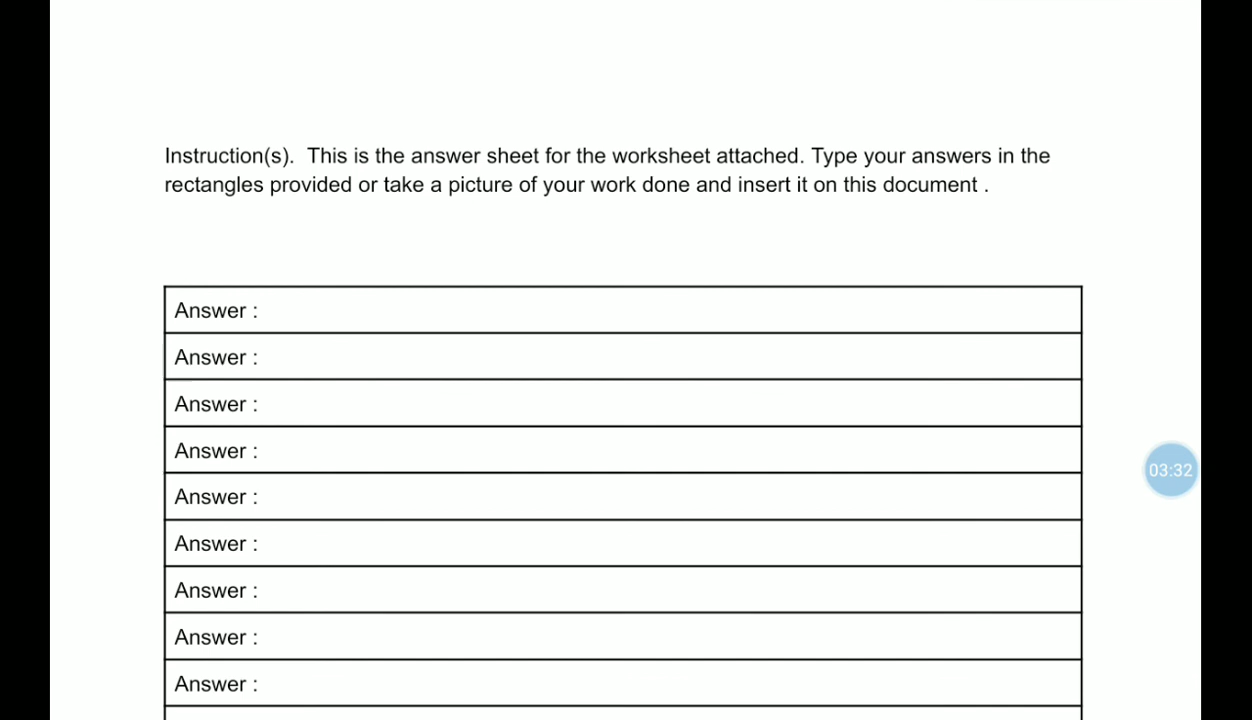 Instruction(s).  This is the answer sheet for the worksheet attached. Type your answers in the
rectangles provided or take a picture of your work done and insert it on this document .
Answer :
Answer :
Answer :
Answer :
03:32
Answer :
Answer :
Answer :
Answer :
Answer :